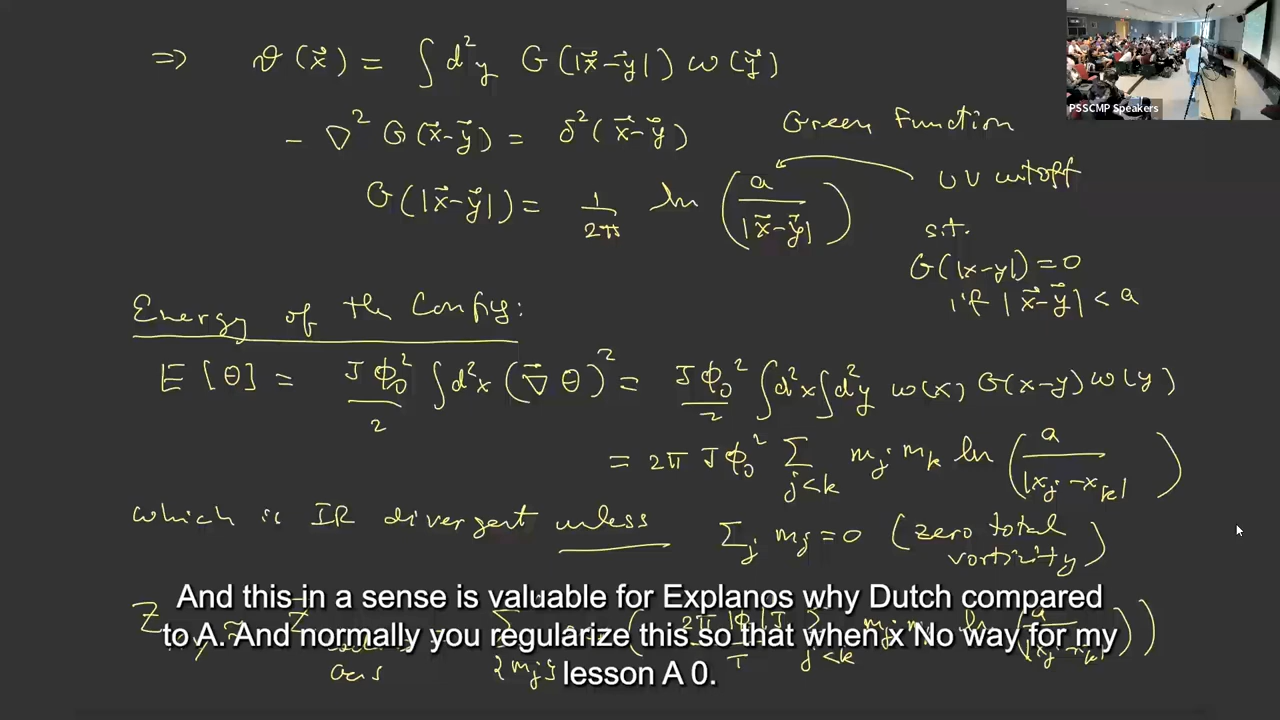 ⇒ ϑ(x⃗) = ∫d²y G(|x⃗-y⃗|) ω(y⃗)
PSSCMP Speakers
- ∇² G(x⃗-y⃗) = δ²(x⃗-y⃗)
Green Function
G(|x⃗-y⃗|) = 1/2π ln (a/|x⃗-y⃗|)
UV cutoff
s.t.
G(|x-y|) = 0
if |x⃗-y⃗| < a
Energy of the Config:
E[θ] = Jϕ₀²/2 ∫d²x (∇⃗θ)² = Jϕ₀²/2 ∫d²x ∫d²y ω(x) G(x-y) ω(y)
= 2π Jϕ₀² Σ_{j<k} m_j m_k ln (a/|x_j - x_k|)
which is IR divergent unless Σ_j m_j = 0 (zero total vorticity)
And this in a sense is valuable for Explanos why Dutch compared
to A. And normally you regularize this so that when x No way for my
lesson A 0.